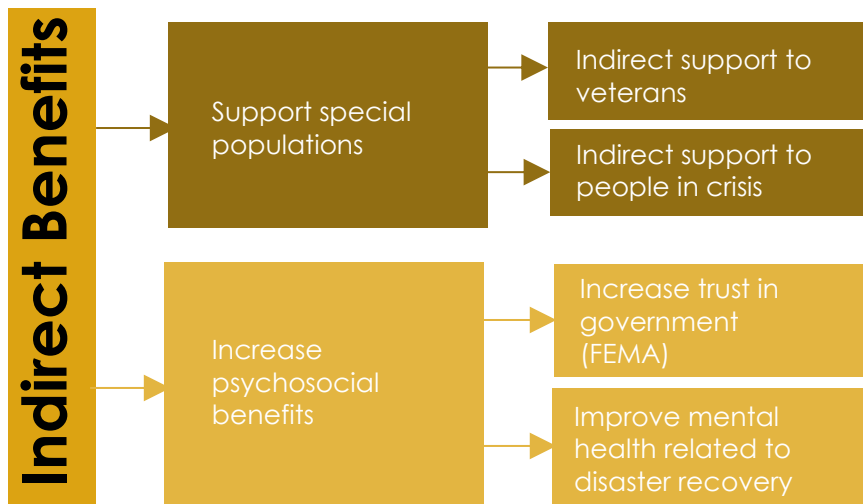 Indirect Benefits
Support special
populations
Indirect support to
veterans
Indirect support to
people in crisis
Increase
psychosocial
benefits
Increase trust in
government
(FEMA)
Improve mental
health related to
disaster recovery